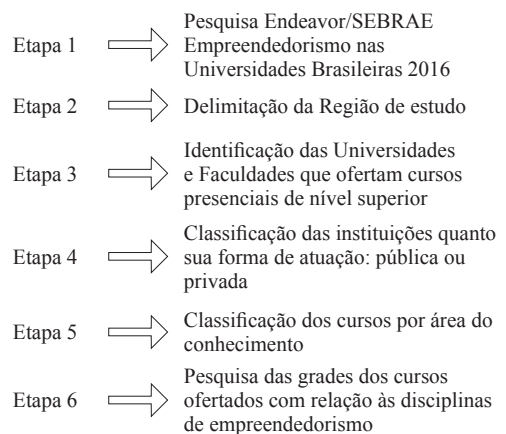 Etapa 1
Pesquisa Endeavor/SEBRAE
Empreendedorismo nas
Universidades Brasileiras 2016
Etapa 2
Delimitação da Região de estudo
Etapa 3
Identificação das Universidades
e Faculdades que ofertam cursos
presenciais de nível superior
Etapa 4
Classificação das instituições quanto
sua forma de atuação: pública ou
privada
Etapa 5
Classificação dos cursos por área do
conhecimento
Etapa 6
Pesquisa das grades dos cursos
ofertados com relação às disciplinas
de empreendedorismo